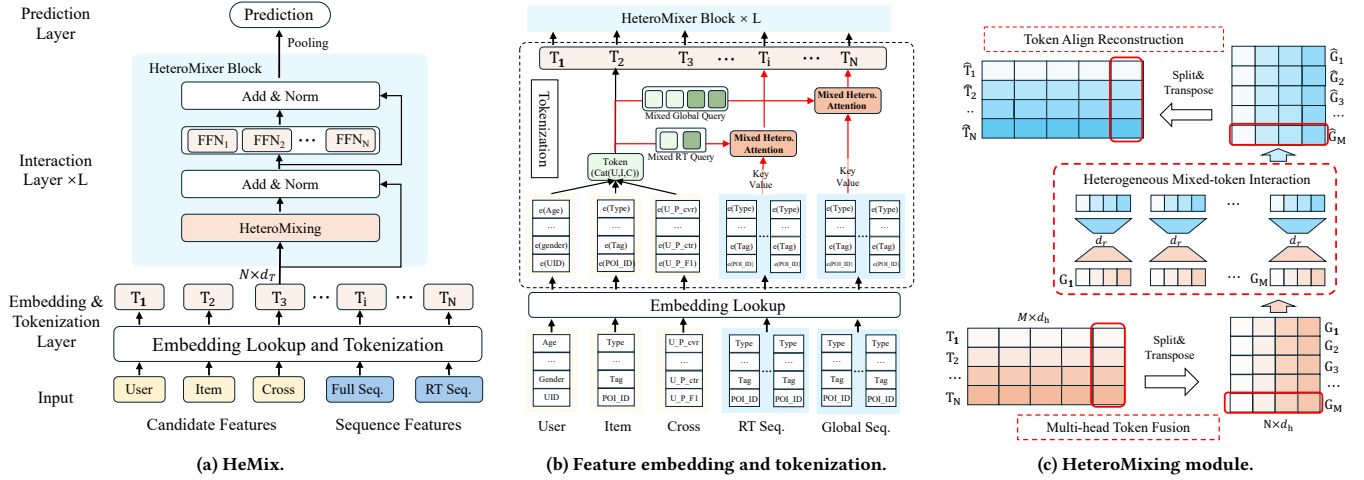 Prediction
Layer
Prediction
Pooling
HeteroMixer Block
Add & Norm
FFN1 FFN2 ··· FFNN
Interaction
Layer ×L
Add & Norm
HeteroMixing
N×dT
Embedding &
Tokenization
Layer
T1 T2 T3 ··· Ti ··· TN
Embedding Lookup and Tokenization
Input
User Item Cross Full Seq. RT Seq.
Candidate Features Sequence Features
(a) HeMix.
HeteroMixer Block × L
T1 T2 T3 ··· Ti ··· TN
Tokenization
Mixed Global Query
Mixed Hetero.
Attention
Mixed RT Query
Mixed Hetero.
Attention
Token
(Cat(U,I,C))
Key
Value
Key
Value
e(Age) e(Type) e(U_P_cvr) e(Type) e(Type) e(Type) e(Type)
... ... ... ... ... ... ...
e(gender) e(Tag) e(U_P_ctr) e(Tag) e(Tag) e(Tag) e(Tag)
e(UID) e(POI_ID) e(U_P_F1) e(POI_ID) e(POI_ID) e(POI_ID) e(POI_ID)
Embedding Lookup
Age Type U_P_cvr Type Type Type Type
... ... ... ... ... ... ...
Gender Tag U_P_ctr Tag Tag Tag Tag
UID POI_ID U_P_F1 POI_ID POI_ID POI_ID POI_ID
User Item Cross RT Seq. Global Seq.
(b) Feature embedding and tokenization.
Token Align Reconstruction
T̂1
T̂2
..
T̂N
Split&
Transpose
Ĝ1
Ĝ2
Ĝ3
...
ĜM
Heterogeneous Mixed-token Interaction
...
dr dr dr
G1 ... GM
M×dh
T1
T2
...
TN
Split&
Transpose
G1
G2
G3
...
GM
N×dh
Multi-head Token Fusion
(c) HeteroMixing module.